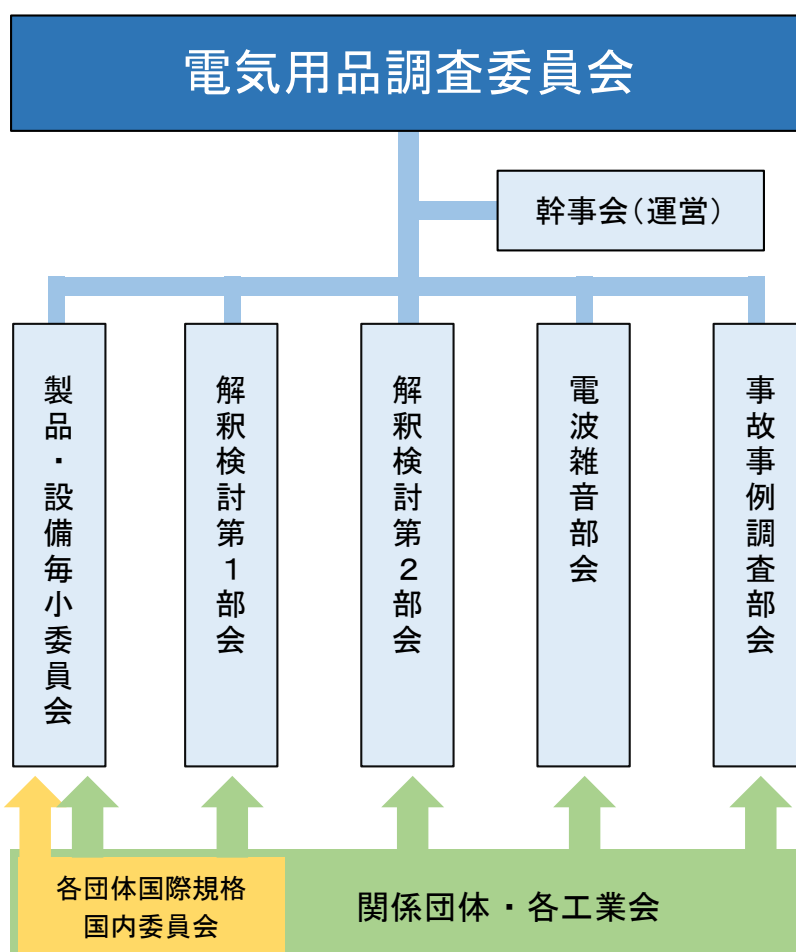 電気用品調査委員会
幹事会（運営）
製品・設備毎小委員会
解釈検討第１部会
解釈検討第２部会
電波雑音部会
事故事例調査部会
各団体国際規格
国内委員会
関係団体・各工業会